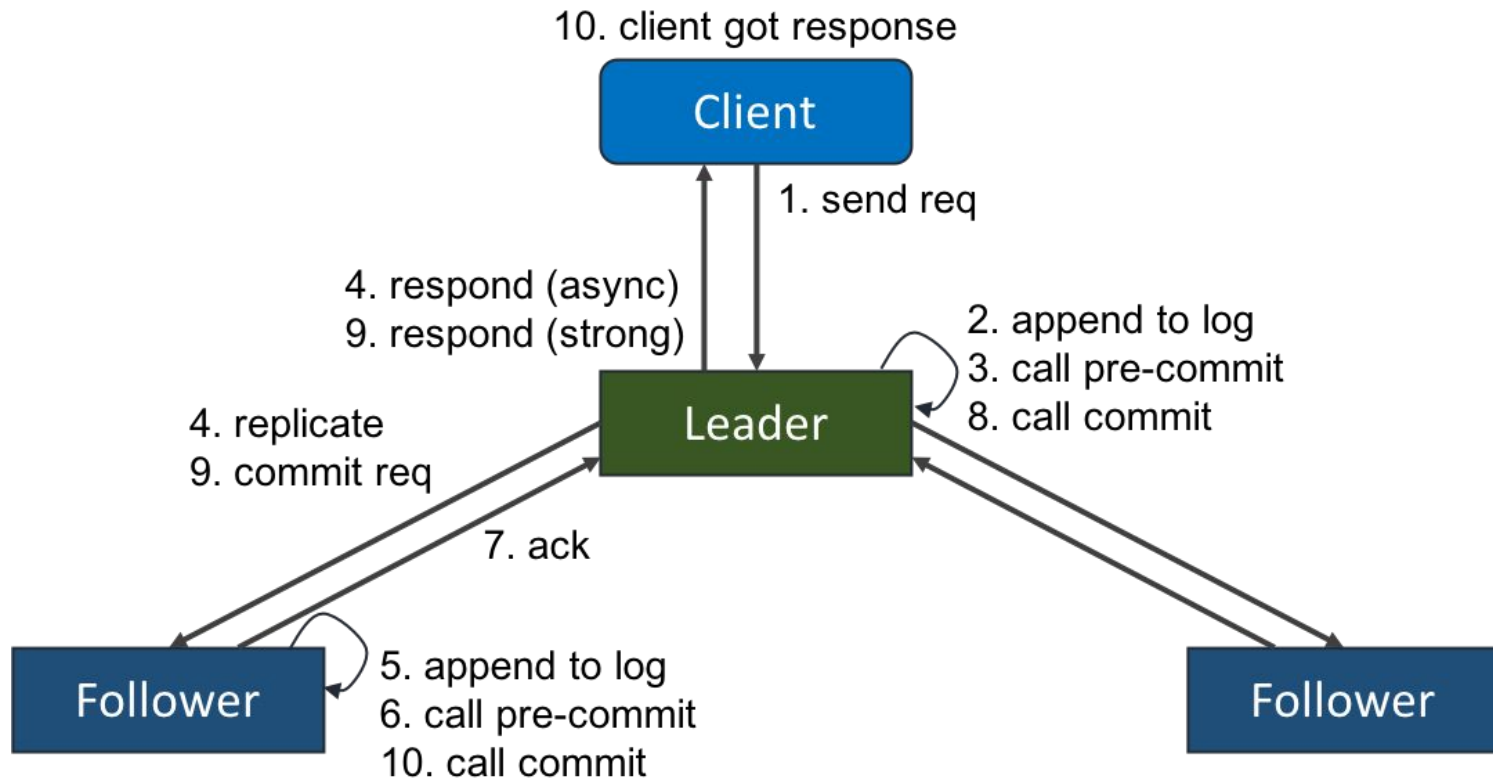 10. client got response
Client
1. send req
4. respond (async)
9. respond (strong)
2. append to log
3. call pre-commit
8. call commit
Leader
4. replicate
9. commit req
7. ack
Follower
5. append to log
6. call pre-commit
10. call commit
Follower